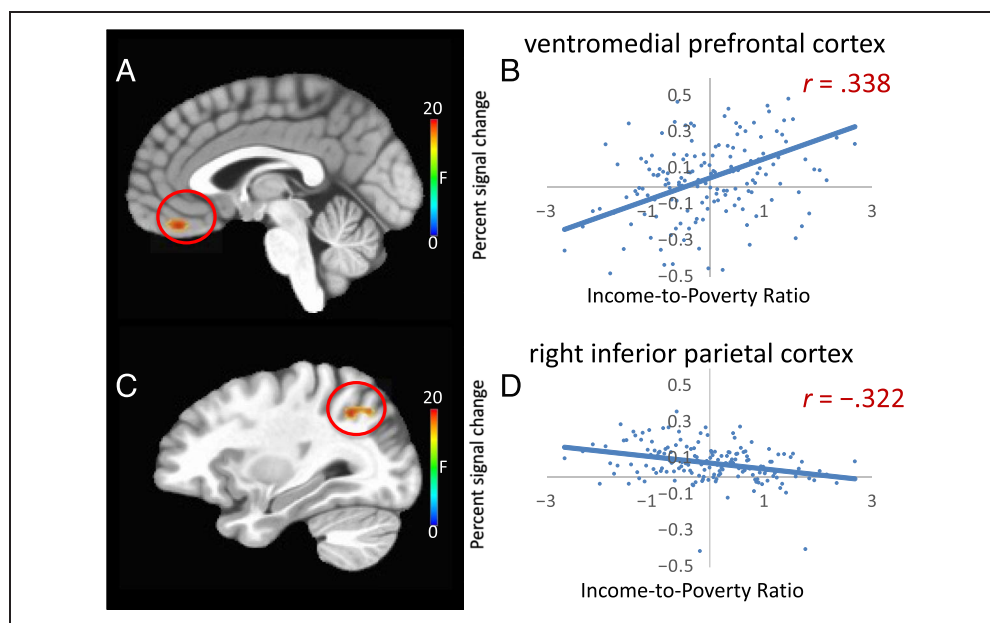 A
20
F
0
Percent signal change
ventromedial prefrontal cortex
B
r = .338
0.5
0.3
0.1
−3
-1
−0.1
1
3
−0.3
−0.5
Income-to-Poverty Ratio
C
20
F
0
Percent signal change
right inferior parietal cortex
D
r = −.322
0.5
0.3
0.1
−3
−1
−0.1
1
3
−0.3
−0.5
Income-to-Poverty Ratio